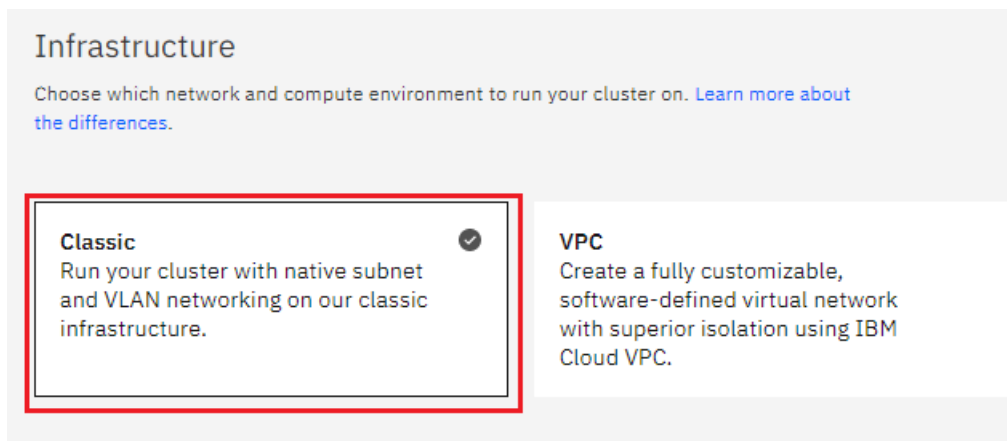 Infrastructure
Choose which network and compute environment to run your cluster on. Learn more about
the differences.
Classic
Run your cluster with native subnet
and VLAN networking on our classic
infrastructure.
VPC
Create a fully customizable,
software-defined virtual network
with superior isolation using IBM
Cloud VPC.